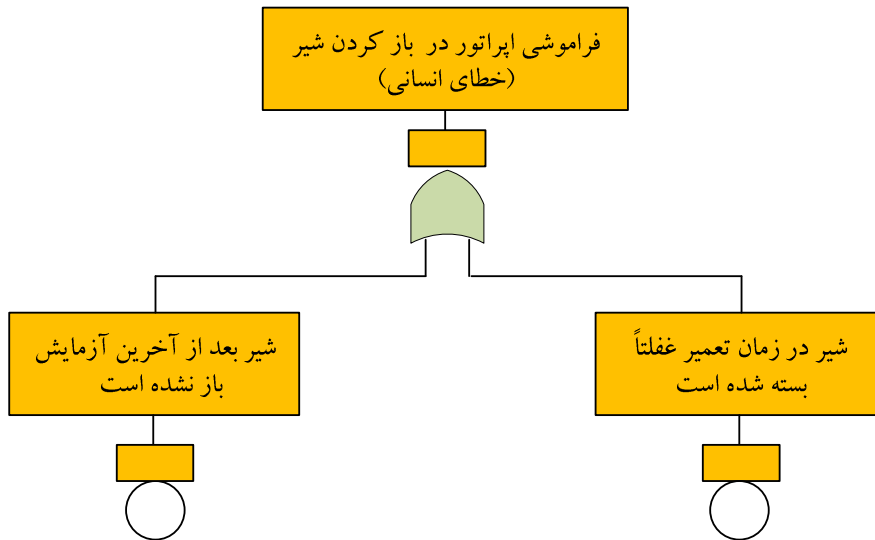 فراموشی اپراتور در باز کردن شیر
(خطای انسانی)
شیر در زمان تعمیر غفلتاً
بسته شده است
شیر بعد از آخرین آزمایش
باز نشده است